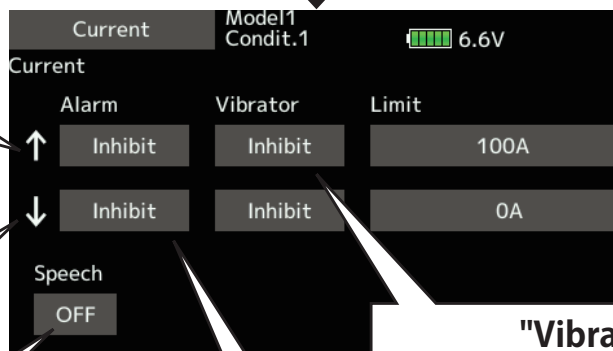 Current
Model1
Condit.1
6.6V
Current
Alarm Vibrator Limit
↑ Inhibit Inhibit 100A
↓ Inhibit Inhibit 0A
Speech
OFF
"Vibra